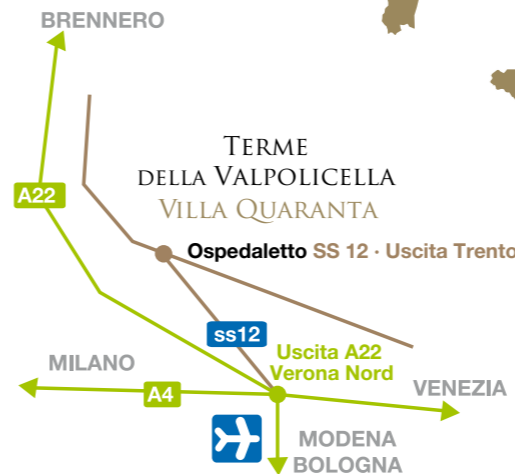 BRENNERO
TERME
DELLA VALPOLICELLA
VILLA QUARANTA
A22
Ospedaletto SS 12 · Uscita Trento
ss12
Uscita A22
Verona Nord
MILANO
A4
VENEZIA
MODENA
BOLOGNA